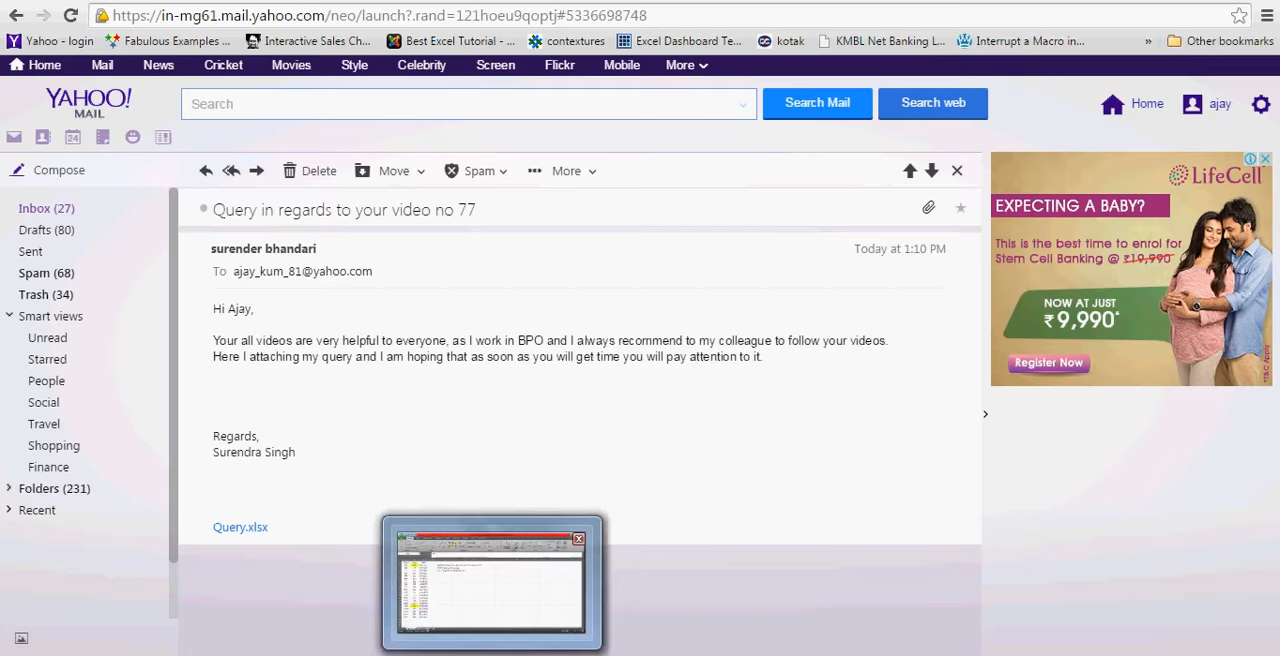 https://in-mg61.mail.yahoo.com/neo/launch?.rand=121hoeu9qoptj#5336698748
Yahoo - login
Fabulous Examples ...
Interactive Sales Ch...
Best Excel Tutorial - ...
contextures
Excel Dashboard Te...
kotak
KMBL Net Banking L...
Interrupt a Macro in...
»
Other bookmarks
Home
Mail
News
Cricket
Movies
Style
Celebrity
Screen
Flickr
Mobile
More
YAHOO!
MAIL
Search
Search Mail
Search web
Home
ajay
24
Compose
Delete
Move
Spam
More
Inbox (27)
Drafts (80)
Sent
Spam (68)
Trash (34)
Smart views
Unread
Starred
People
Social
Travel
Shopping
Finance
Folders (231)
Recent
Query in regards to your video no 77
surender bhandari
Today at 1:10 PM
To ajay_kum_81@yahoo.com
Hi Ajay,
Your all videos are very helpful to everyone, as I work in BPO and I always recommend to my colleague to follow your videos.
Here I attaching my query and I am hoping that as soon as you will get time you will pay attention to it.
Regards,
Surendra Singh
Query.xlsx
LifeCell
EXPECTING A BABY?
This is the best time to enrol for
Stem Cell Banking @ ₹19,990
NOW AT JUST
₹9,990*
Register Now
*T&C Apply